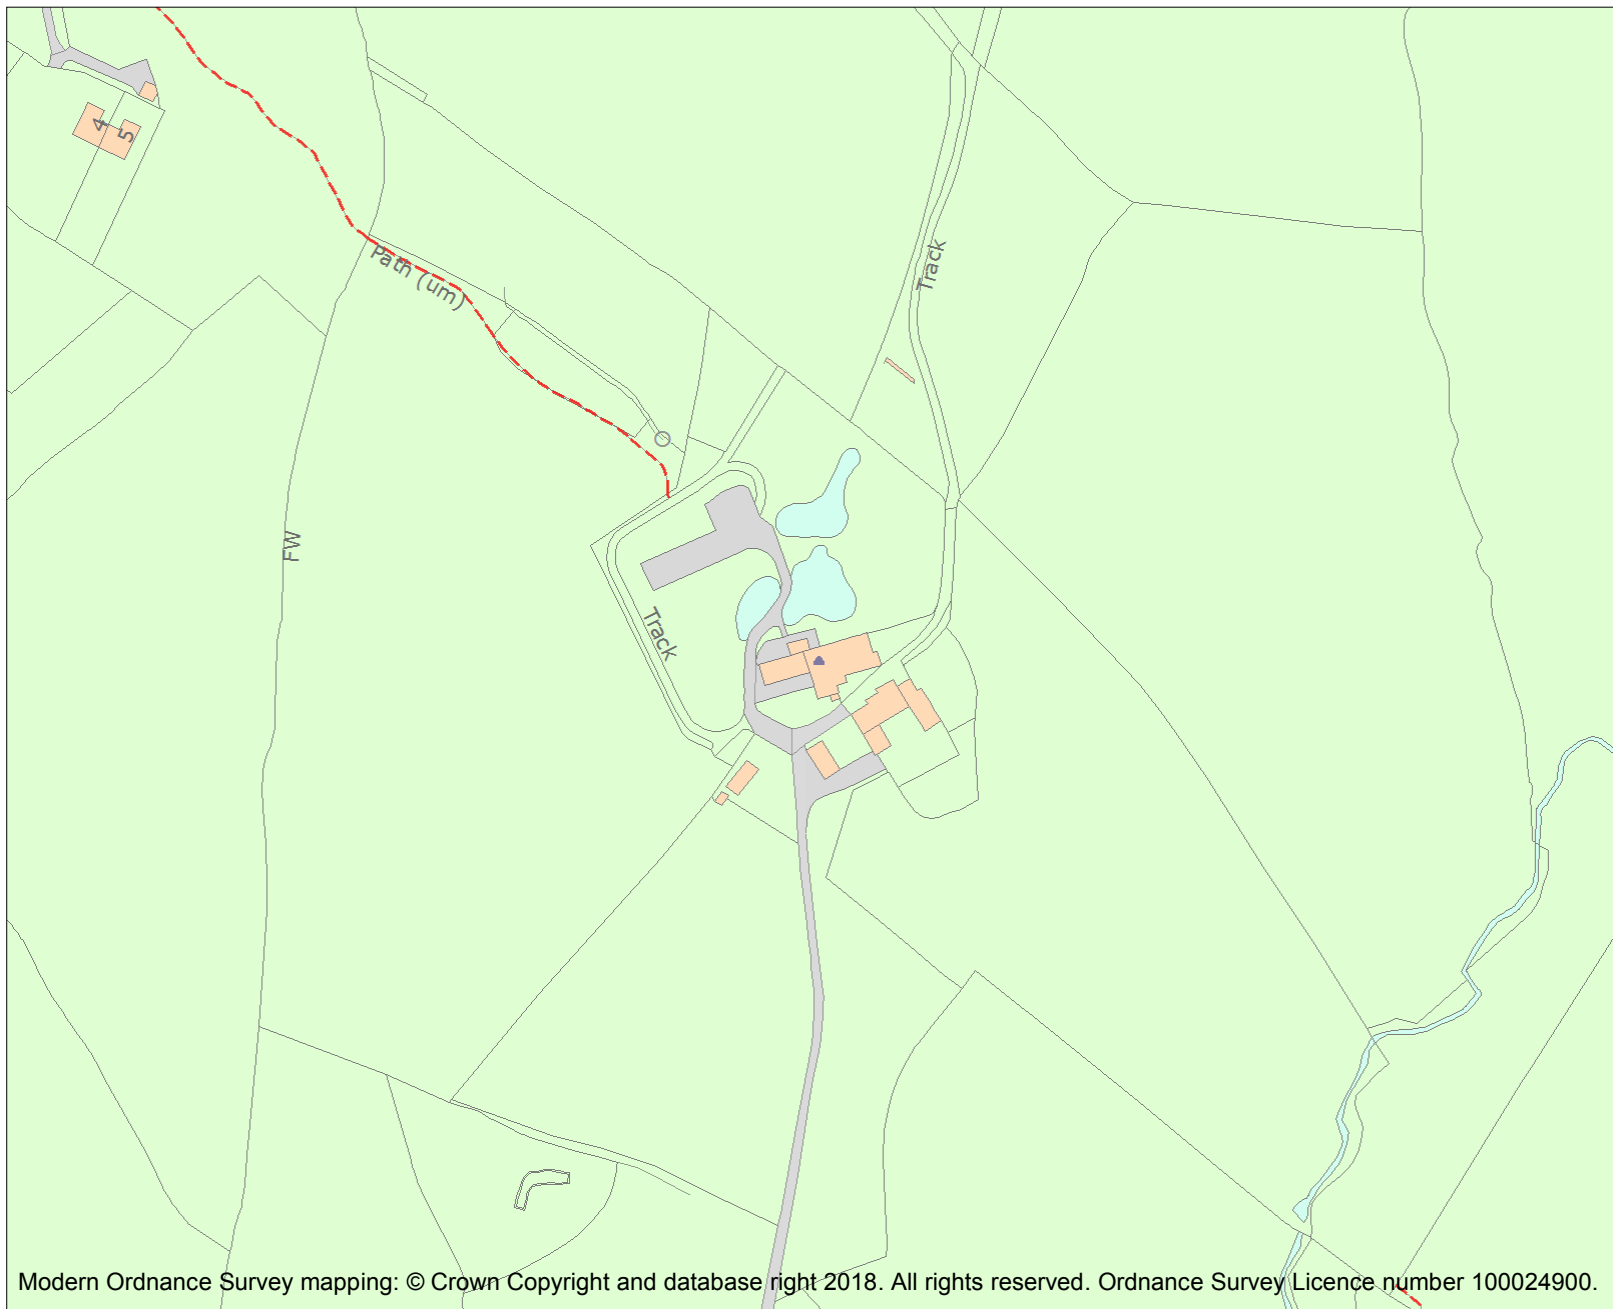 4
5
Path (um)
Track
FW
Track
Modern Ordnance Survey mapping: © Crown Copyright and database right 2018. All rights reserved. Ordnance Survey Licence number 100024900.